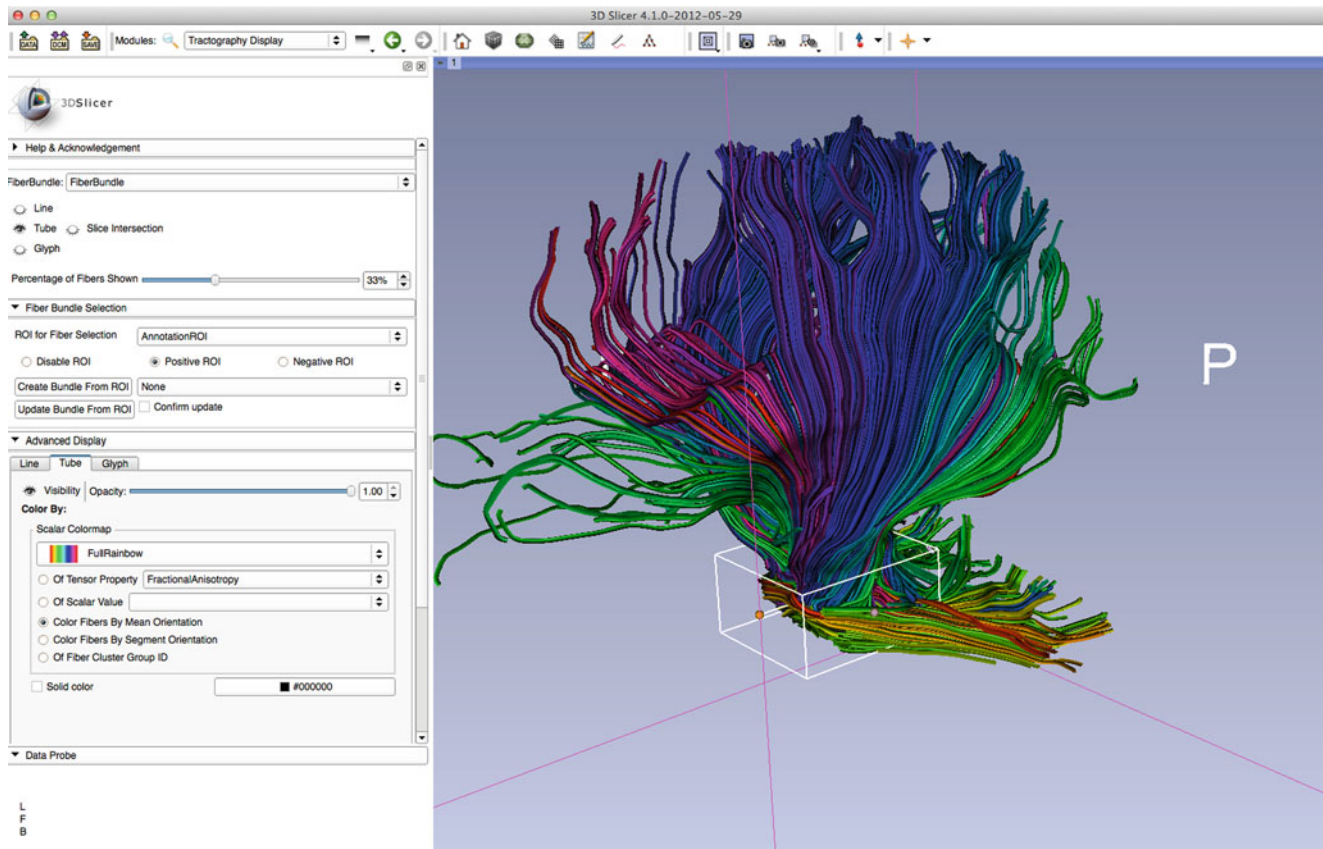 3D Slicer 4.1.0-2012-05-29
DATA DCM SAVE Modules: Tractography Display
1
3DSlicer
Help & Acknowledgement
FiberBundle: FiberBundle
Line
Tube Slice Intersection
Glyph
Percentage of Fibers Shown 33%
Fiber Bundle Selection
ROI for Fiber Selection AnnotationROI
Disable ROI Positive ROI Negative ROI
Create Bundle From ROI None
Update Bundle From ROI Confirm update
Advanced Display
Line Tube Glyph
Visibility Opacity: 1.00
Color By:
Scalar Colormap
FullRainbow
Of Tensor Property FractionalAnisotropy
Of Scalar Value
Color Fibers By Mean Orientation
Color Fibers By Segment Orientation
Of Fiber Cluster Group ID
Solid color #000000
Data Probe
L
F
B
P